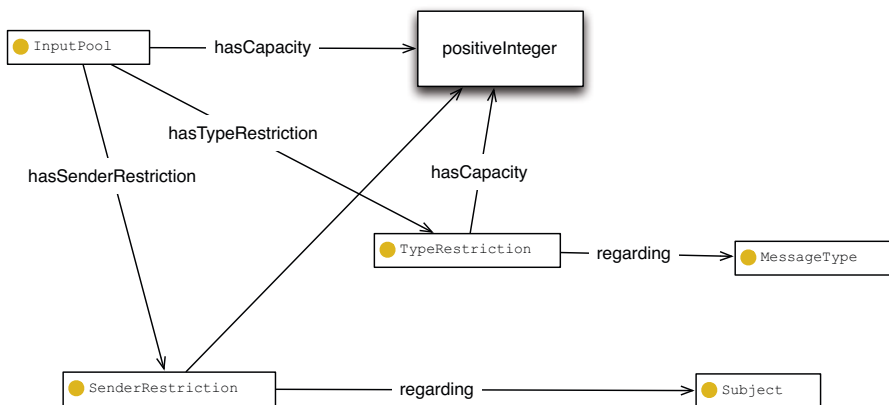 InputPool
hasCapacity
positiveInteger
hasTypeRestriction
hasSenderRestriction
hasCapacity
TypeRestriction
regarding
MessageType
SenderRestriction
regarding
Subject